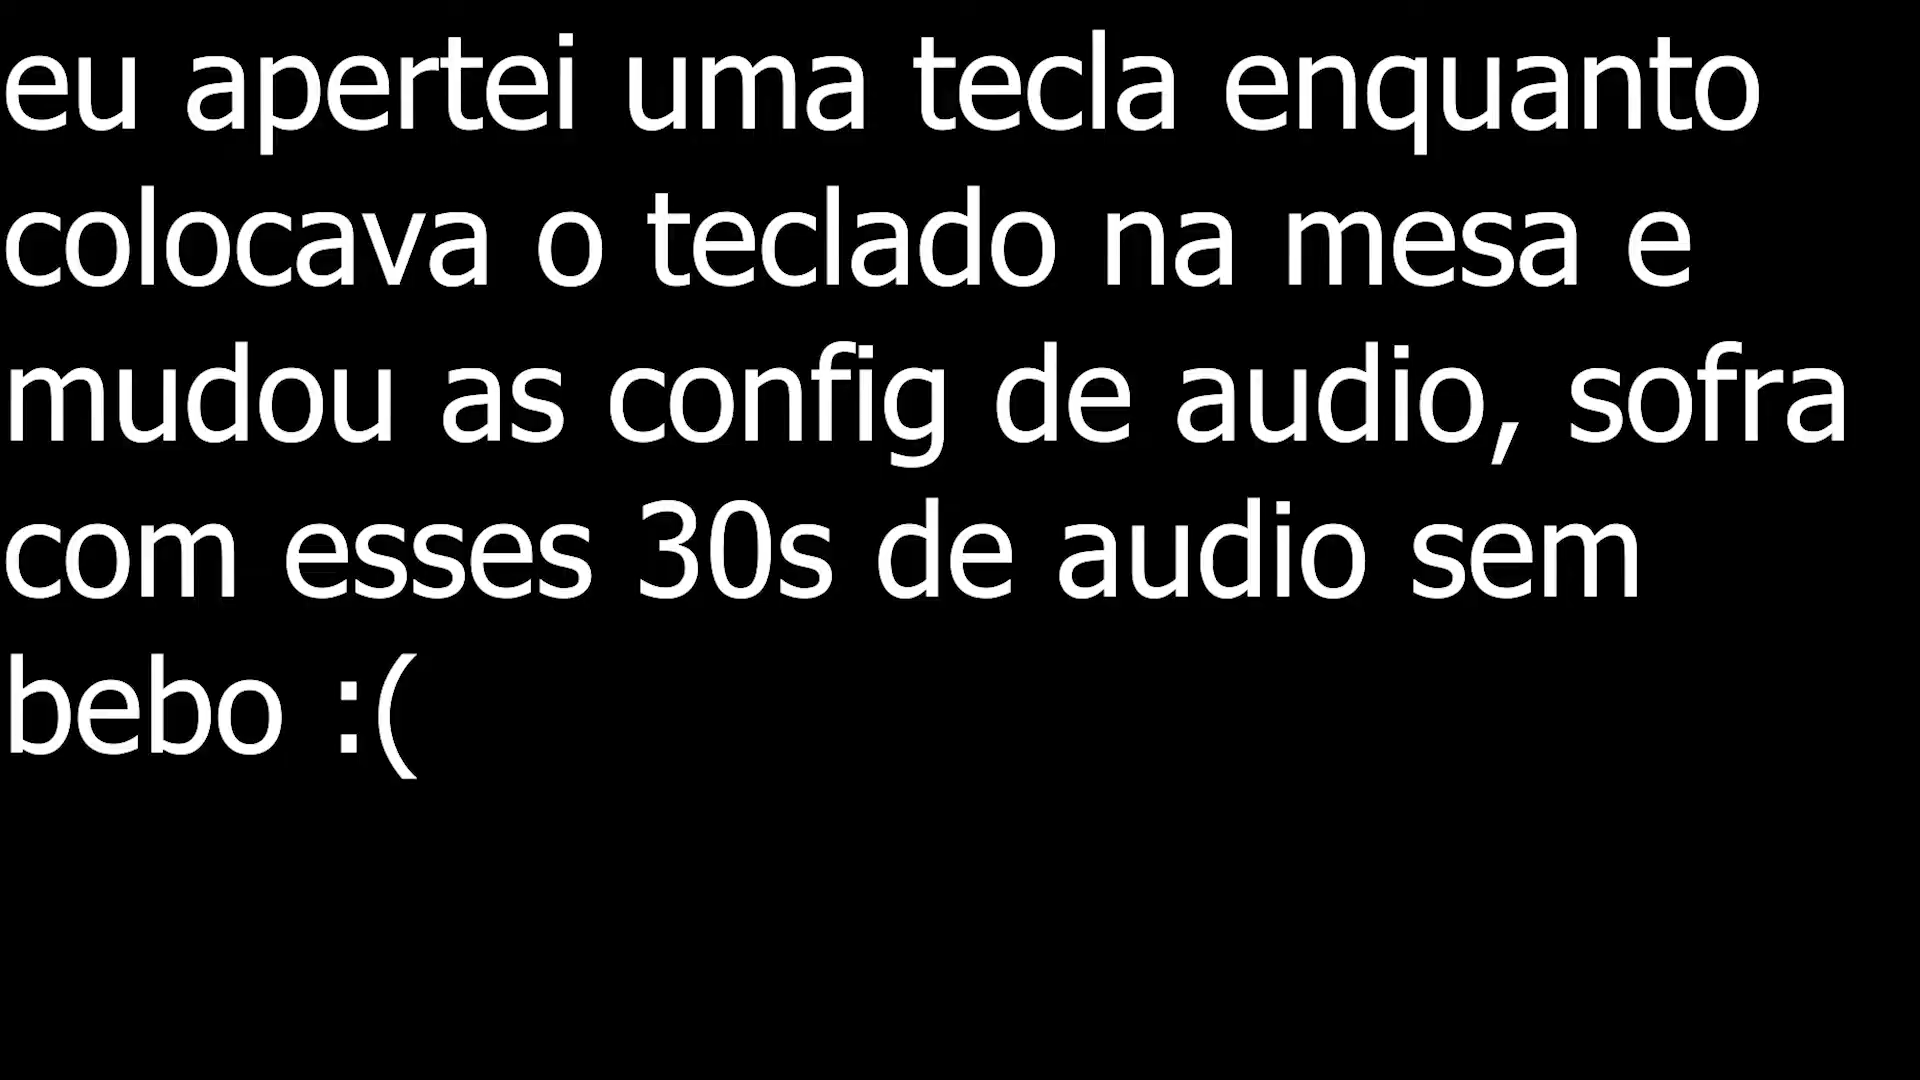 eu apertei uma tecla enquanto
colocava o teclado na mesa e
mudou as config de audio, sofra
com esses 30s de audio sem
bebo :(